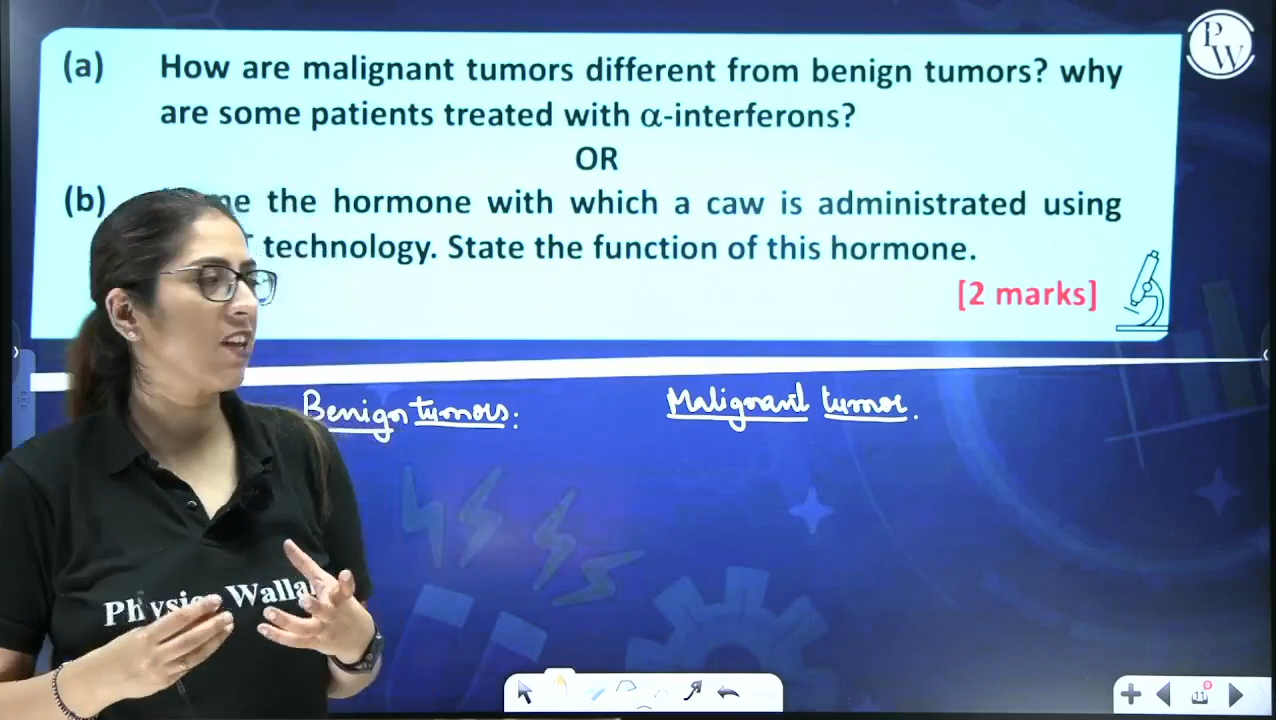 (a) How are malignant tumors different from benign tumors? why
are some patients treated with α-interferons?
OR
(b) the hormone with which a caw is administrated using
technology. State the function of this hormone.
[2 marks]
PW
Benign tumors:
Malignant tumor.
Physics Walla
11